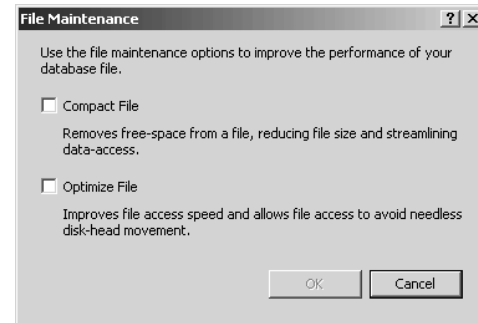 File Maintenance
Use the file maintenance options to improve the performance of your
database file.
Compact File
Removes free-space from a file, reducing file size and streamlining
data-access.
Optimize File
Improves file access speed and allows file access to avoid needless
disk-head movement.
OK Cancel